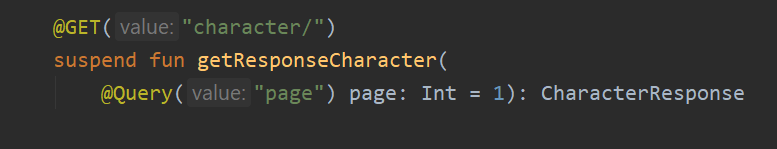 @GET( value: "character/")
suspend fun getResponseCharacter(
@Query( value: "page") page: Int = 1): CharacterResponse